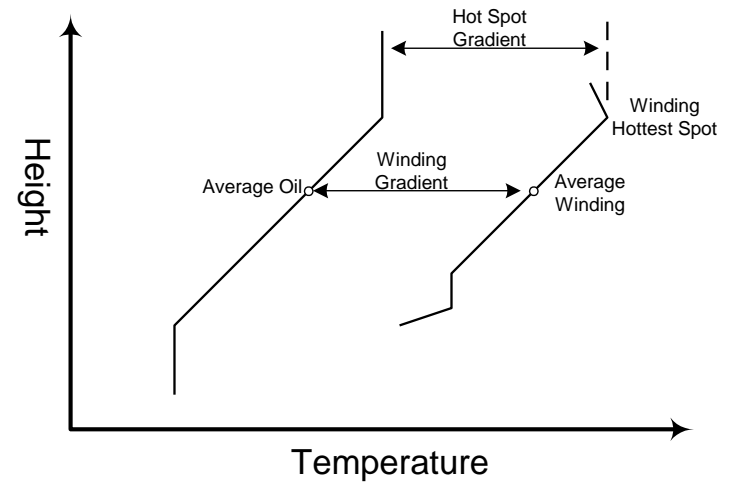 Hot Spot
Gradient
Winding
Hottest Spot
Winding
Gradient
Average Oil
Average
Winding
Height
Temperature